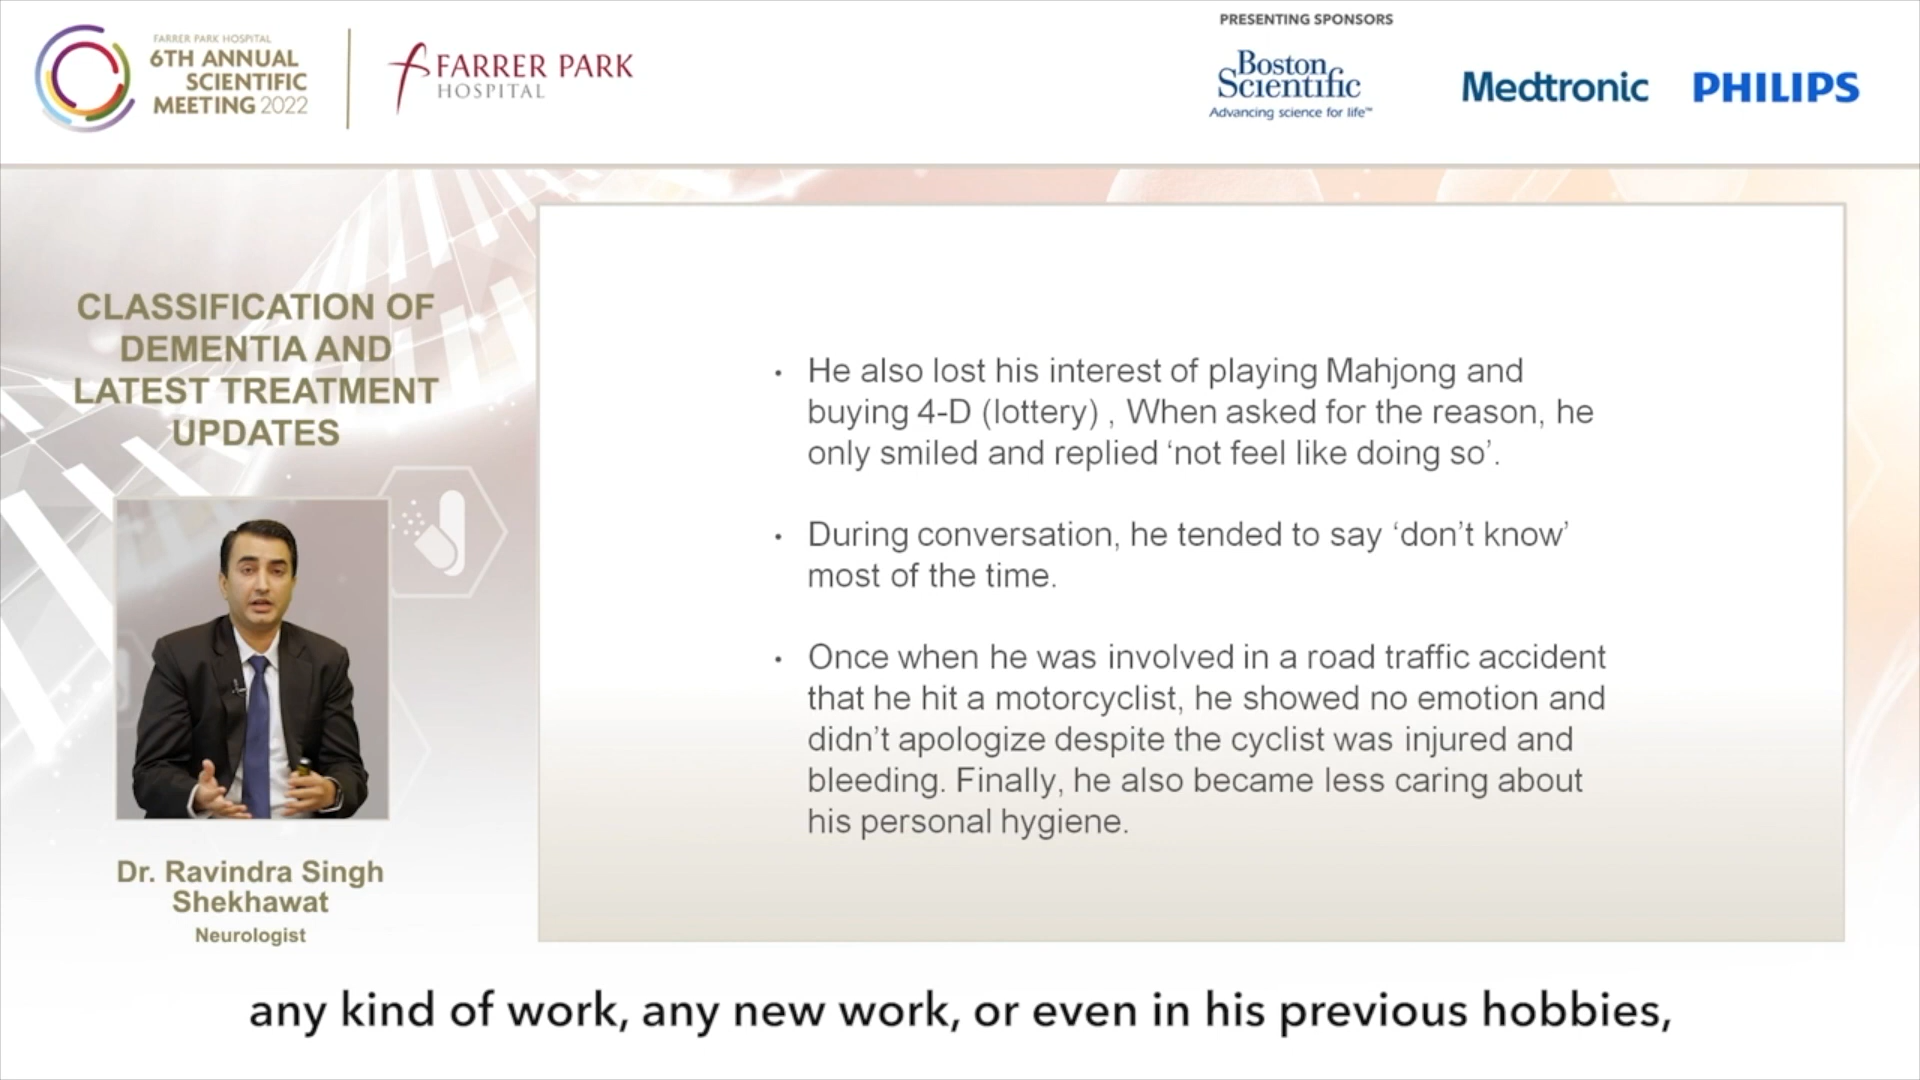 FARRER PARK HOSPITAL
6TH ANNUAL
SCIENTIFIC
MEETING 2022
FARRER PARK
HOSPITAL
PRESENTING SPONSORS
Boston
Scientific
Advancing science for life™
Medtronic
PHILIPS
CLASSIFICATION OF
DEMENTIA AND
LATEST TREATMENT
UPDATES
Dr. Ravindra Singh
Shekhawat
Neurologist
• He also lost his interest of playing Mahjong and
buying 4-D (lottery) , When asked for the reason, he
only smiled and replied ‘not feel like doing so’.
• During conversation, he tended to say ‘don’t know’
most of the time.
• Once when he was involved in a road traffic accident
that he hit a motorcyclist, he showed no emotion and
didn’t apologize despite the cyclist was injured and
bleeding. Finally, he also became less caring about
his personal hygiene.
any kind of work, any new work, or even in his previous hobbies,